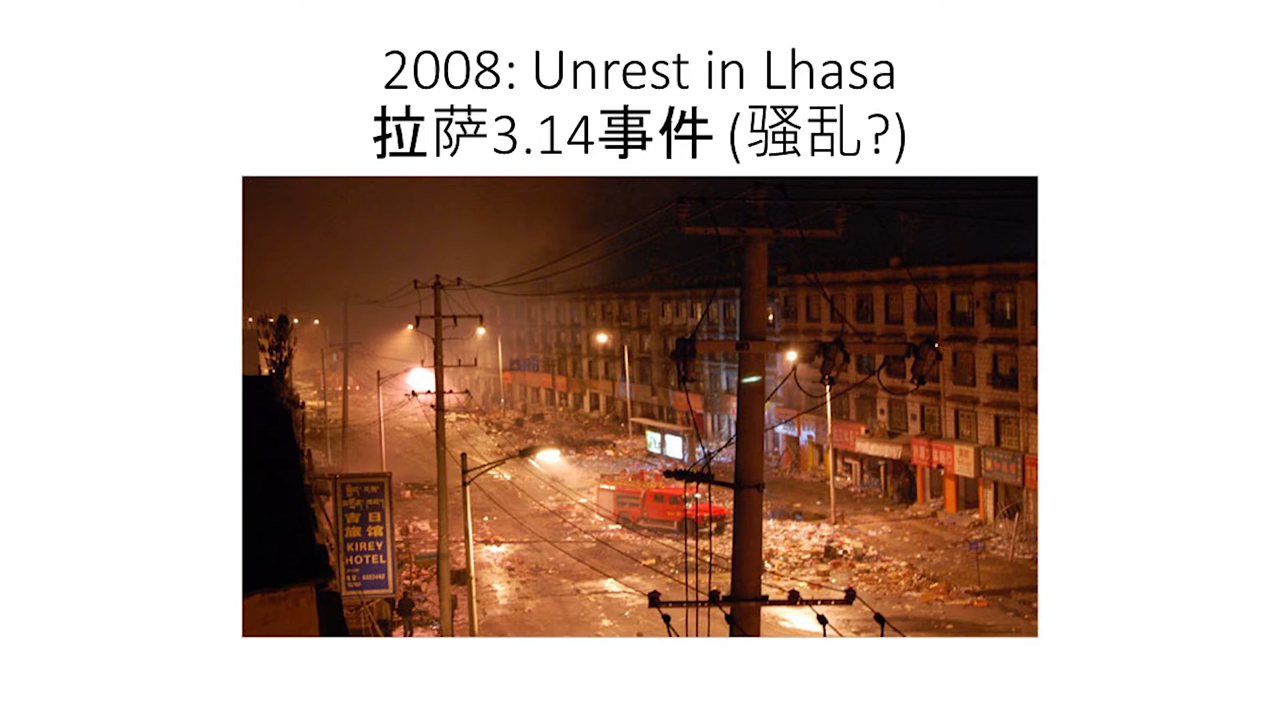 2008: Unrest in Lhasa
拉萨3.14事件 (骚乱?)
吉日
旅馆
KIREY
HOTEL